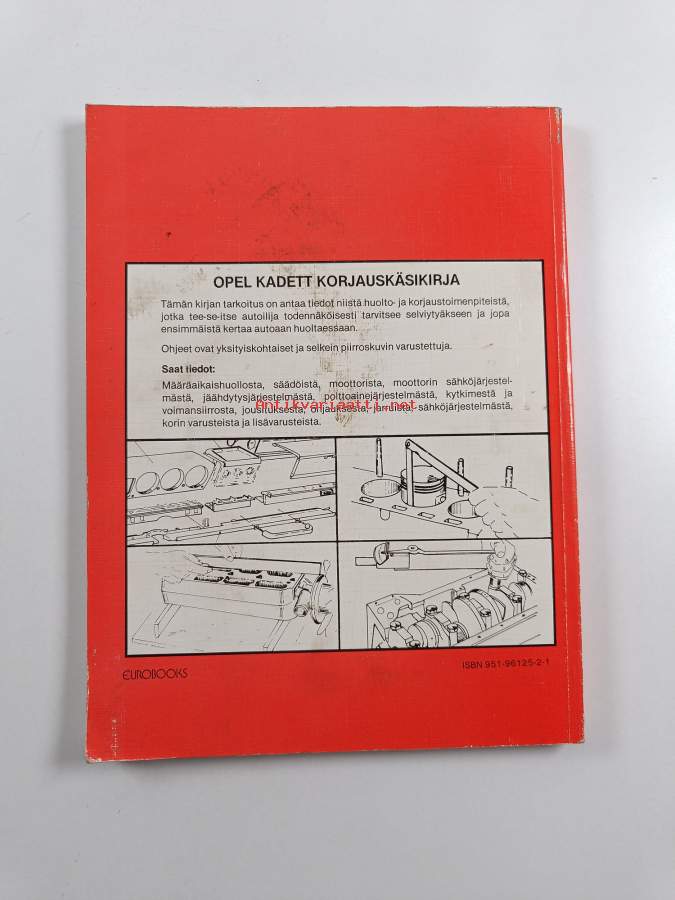 OPEL KADETT KORJAUSKÄSIKIRJA
Tämän kirjan tarkoitus on antaa tiedot niistä huolto- ja korjaustoimenpiteistä,
jotka tee-se-itse autoilija todennäköisesti tarvitsee selviytyäkseen ja jopa
ensimmäistä kertaa autoaan huoltaessaan.
Ohjeet ovat yksityiskohtaiset ja selkein piirroskuvin varustettuja.
Saat tiedot:
Määräaikaishuollosta, säädöistä, moottorista, moottorin sähköjärjestel-
mästä, jäähdytysjärjestelmästä, polttoainejärjestelmästä, kytkimestä ja
voimansiirrosta, jousituksesta, ohjauksesta, jarruista, sähköjärjestelmästä,
korin varusteista ja lisävarusteista.
antikvariaatti.net
EUROBOOKS
ISBN 951-96125-2-1